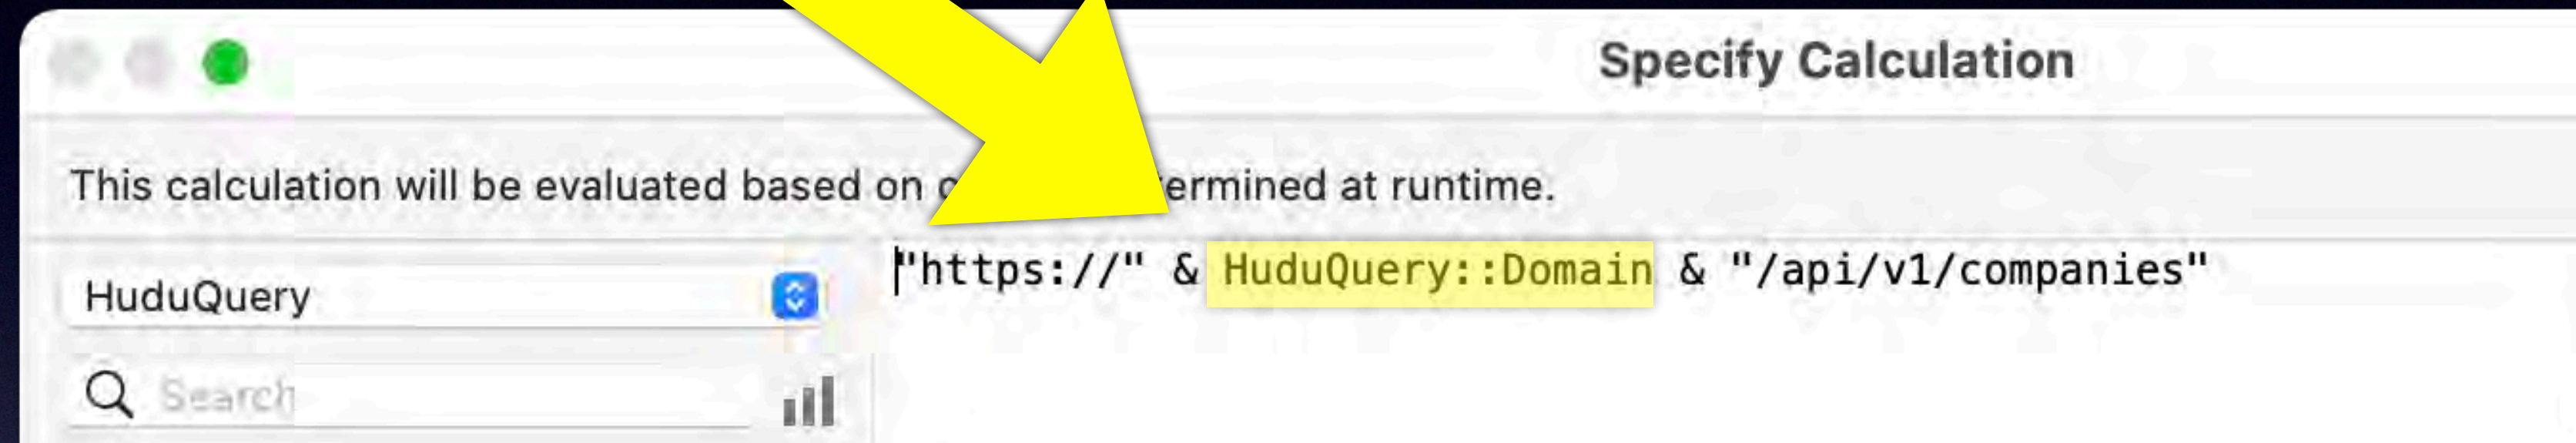 Specify Calculation
This calculation will be evaluated based on ermined at runtime.
HuduQuery
"https://" & HuduQuery::Domain & "/api/v1/companies"
Search